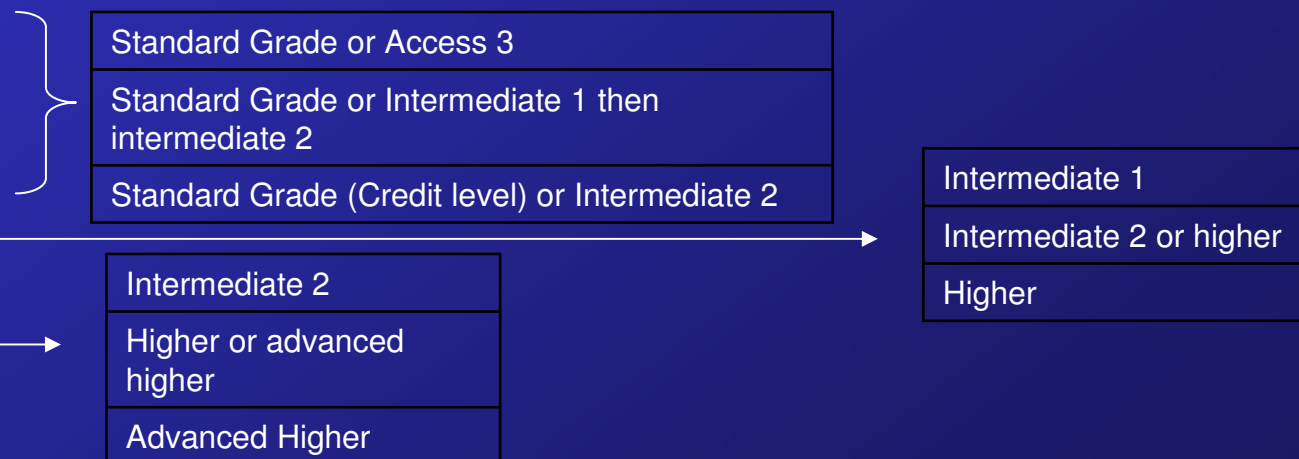 Standard Grade or Access 3
Standard Grade or Intermediate 1 then
intermediate 2
Standard Grade (Credit level) or Intermediate 2
Intermediate 1
Intermediate 2 or higher
Higher
Intermediate 2
Higher or advanced
higher
Advanced Higher